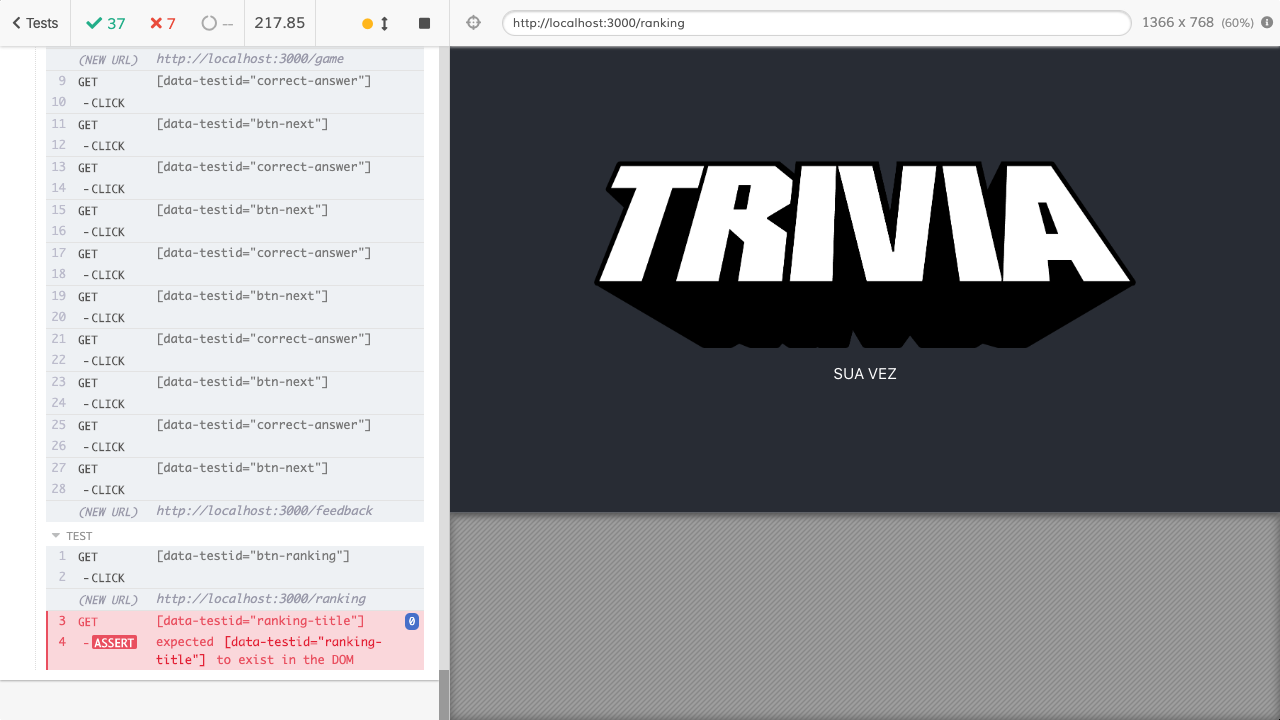 Tests
37
7
--
217.85
http://localhost:3000/ranking
1366 x 768 (60%)
(NEW URL) http://localhost:3000/game
9 GET [data-testid="correct-answer"]
10 -CLICK
11 GET [data-testid="btn-next"]
12 -CLICK
13 GET [data-testid="correct-answer"]
14 -CLICK
15 GET [data-testid="btn-next"]
16 -CLICK
17 GET [data-testid="correct-answer"]
18 -CLICK
19 GET [data-testid="btn-next"]
20 -CLICK
21 GET [data-testid="correct-answer"]
22 -CLICK
23 GET [data-testid="btn-next"]
24 -CLICK
25 GET [data-testid="correct-answer"]
26 -CLICK
27 GET [data-testid="btn-next"]
28 -CLICK
(NEW URL) http://localhost:3000/feedback
TEST
1 GET [data-testid="btn-ranking"]
2 -CLICK
(NEW URL) http://localhost:3000/ranking
3 GET [data-testid="ranking-title"] 0
4 -ASSERT expected [data-testid="ranking-
title"] to exist in the DOM
TRIVIA
SUA VEZ